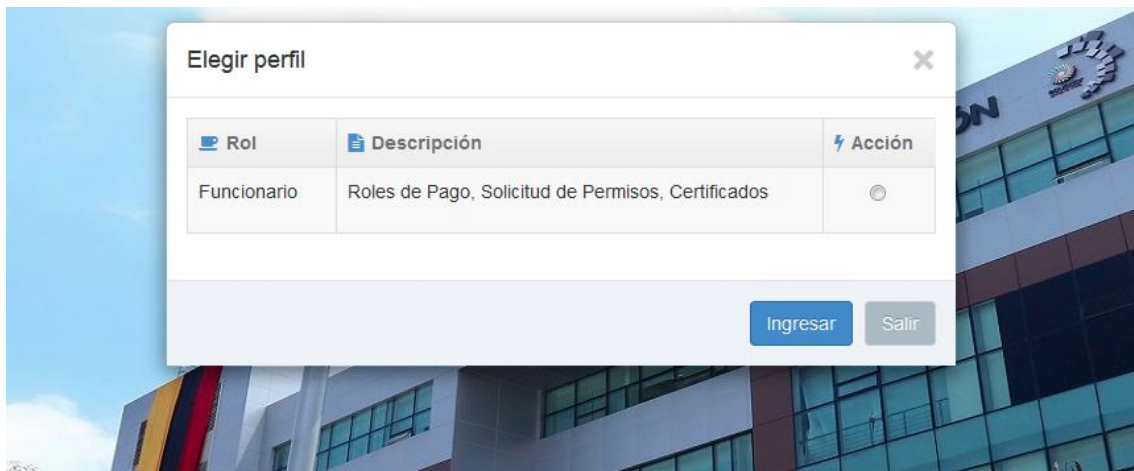 Elegir perfil
Rol Descripción Acción
Funcionario Roles de Pago, Solicitud de Permisos, Certificados
Ingresar Salir